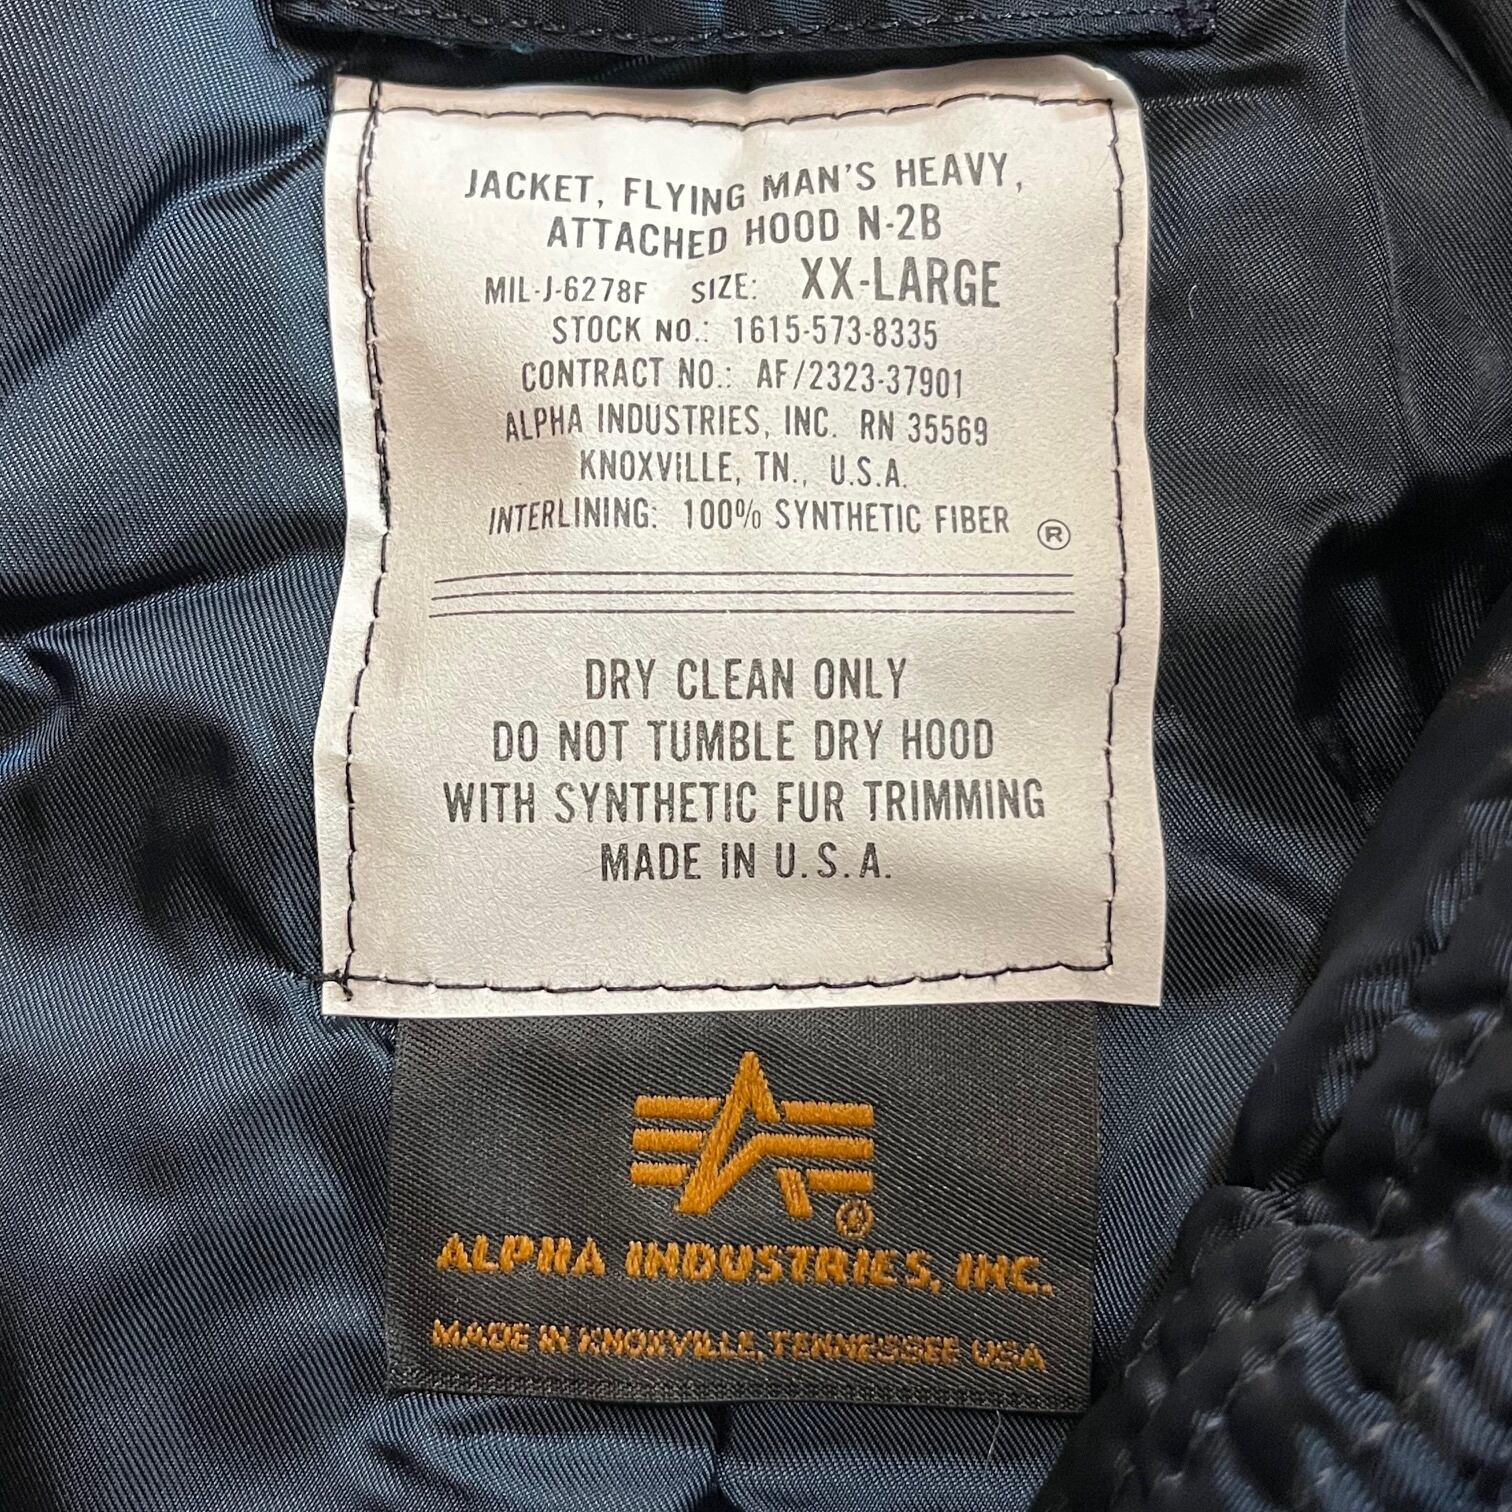 JACKET, FLYING MAN'S HEAVY,
ATTACHED HOOD N-2B
MIL-J-6278F SIZE: XX-LARGE
STOCK NO.: 1615-573-8335
CONTRACT NO.: AF/2323-37901
ALPHA INDUSTRIES, INC. RN 35569
KNOXVILLE, TN., U.S.A.
INTERLINING: 100% SYNTHETIC FIBER ®
DRY CLEAN ONLY
DO NOT TUMBLE DRY HOOD
WITH SYNTHETIC FUR TRIMMING
MADE IN U.S.A.
®
ALPHA INDUSTRIES, INC.
MADE IN KNOXVILLE, TENNESSEE USA